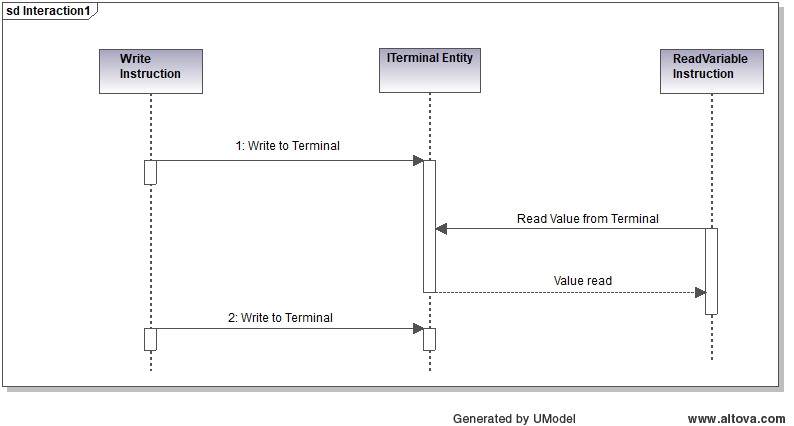 sd Interaction1
Write
Instruction
ITerminal Entity
ReadVariable
Instruction
1: Write to Terminal
Read Value from Terminal
Value read
2: Write to Terminal
Generated by UModel
www.altova.com